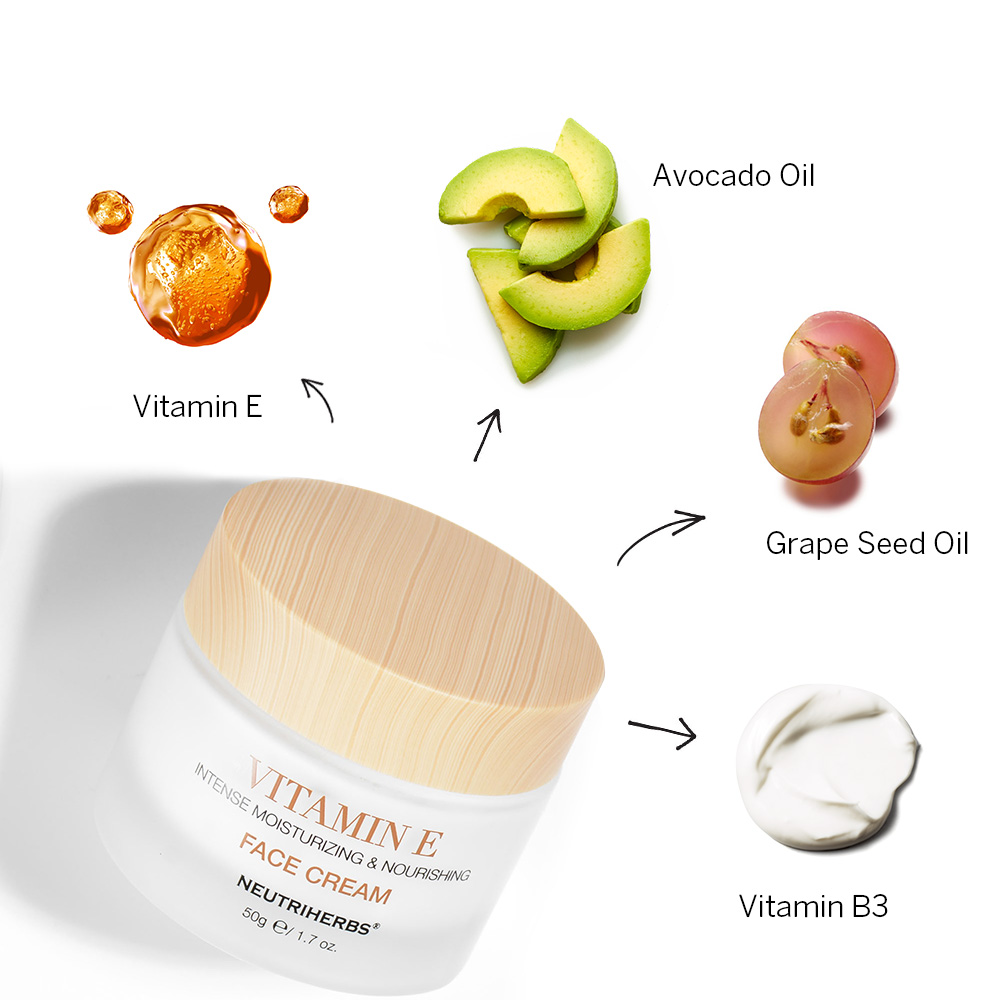 Avocado Oil
Vitamin E
Grape Seed Oil
VITAMIN E
INTENSE MOISTURIZING & NOURISHING
FACE CREAM
NEUTRIHERBS®
50g ℮/ 1.7 oz.
Vitamin B3